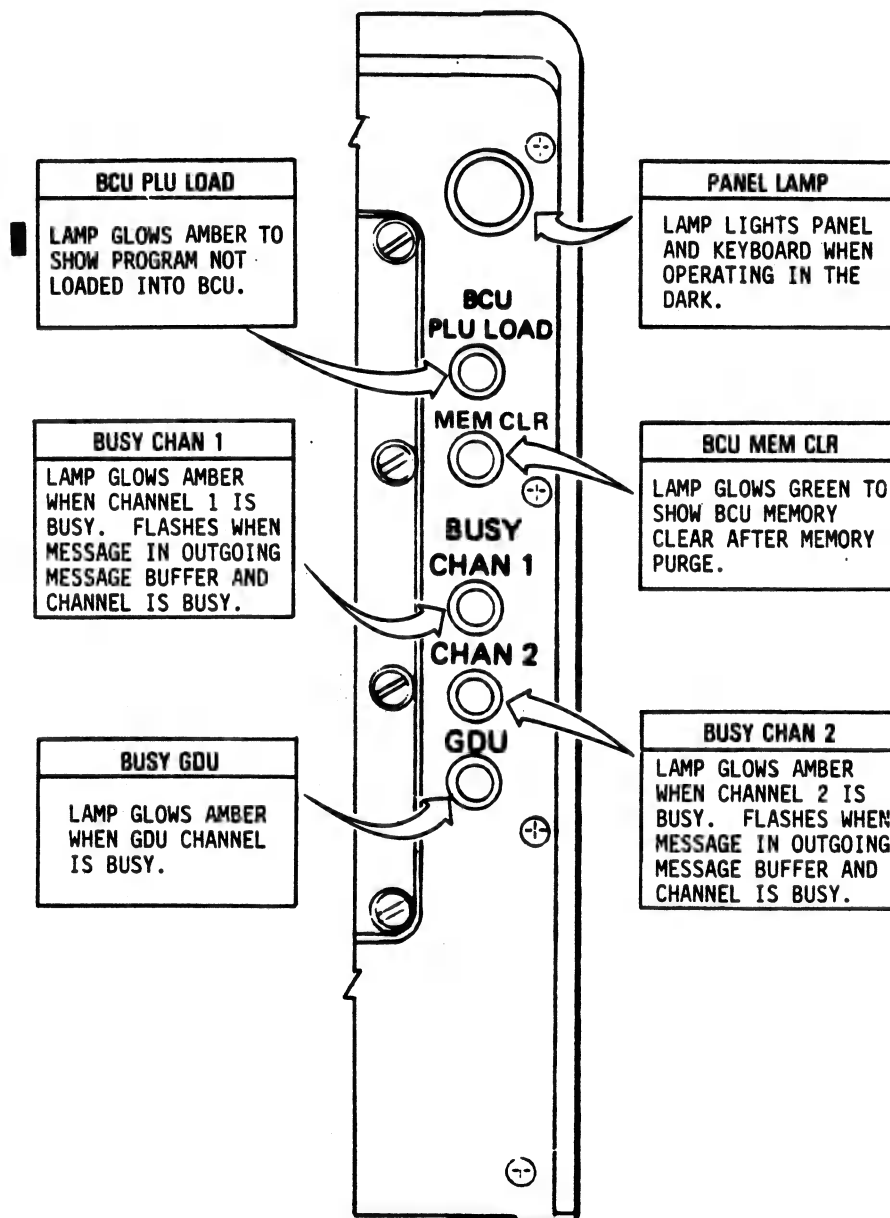 BCU PLU LOAD
LAMP GLOWS AMBER TO
SHOW PROGRAM NOT
LOADED INTO BCU.
BUSY CHAN 1
LAMP GLOWS AMBER
WHEN CHANNEL 1 IS
BUSY. FLASHES WHEN
MESSAGE IN OUTGOING
MESSAGE BUFFER AND
CHANNEL IS BUSY.
BUSY GDU
LAMP GLOWS AMBER
WHEN GDU CHANNEL
IS BUSY.
BCU
PLU LOAD
MEM CLR
BUSY
CHAN 1
CHAN 2
GDU
PANEL LAMP
LAMP LIGHTS PANEL
AND KEYBOARD WHEN
OPERATING IN THE
DARK.
BCU MEM CLR
LAMP GLOWS GREEN TO
SHOW BCU MEMORY
CLEAR AFTER MEMORY
PURGE.
BUSY CHAN 2
LAMP GLOWS AMBER
WHEN CHANNEL 2 IS
BUSY. FLASHES WHEN
MESSAGE IN OUTGOING
MESSAGE BUFFER AND
CHANNEL IS BUSY.